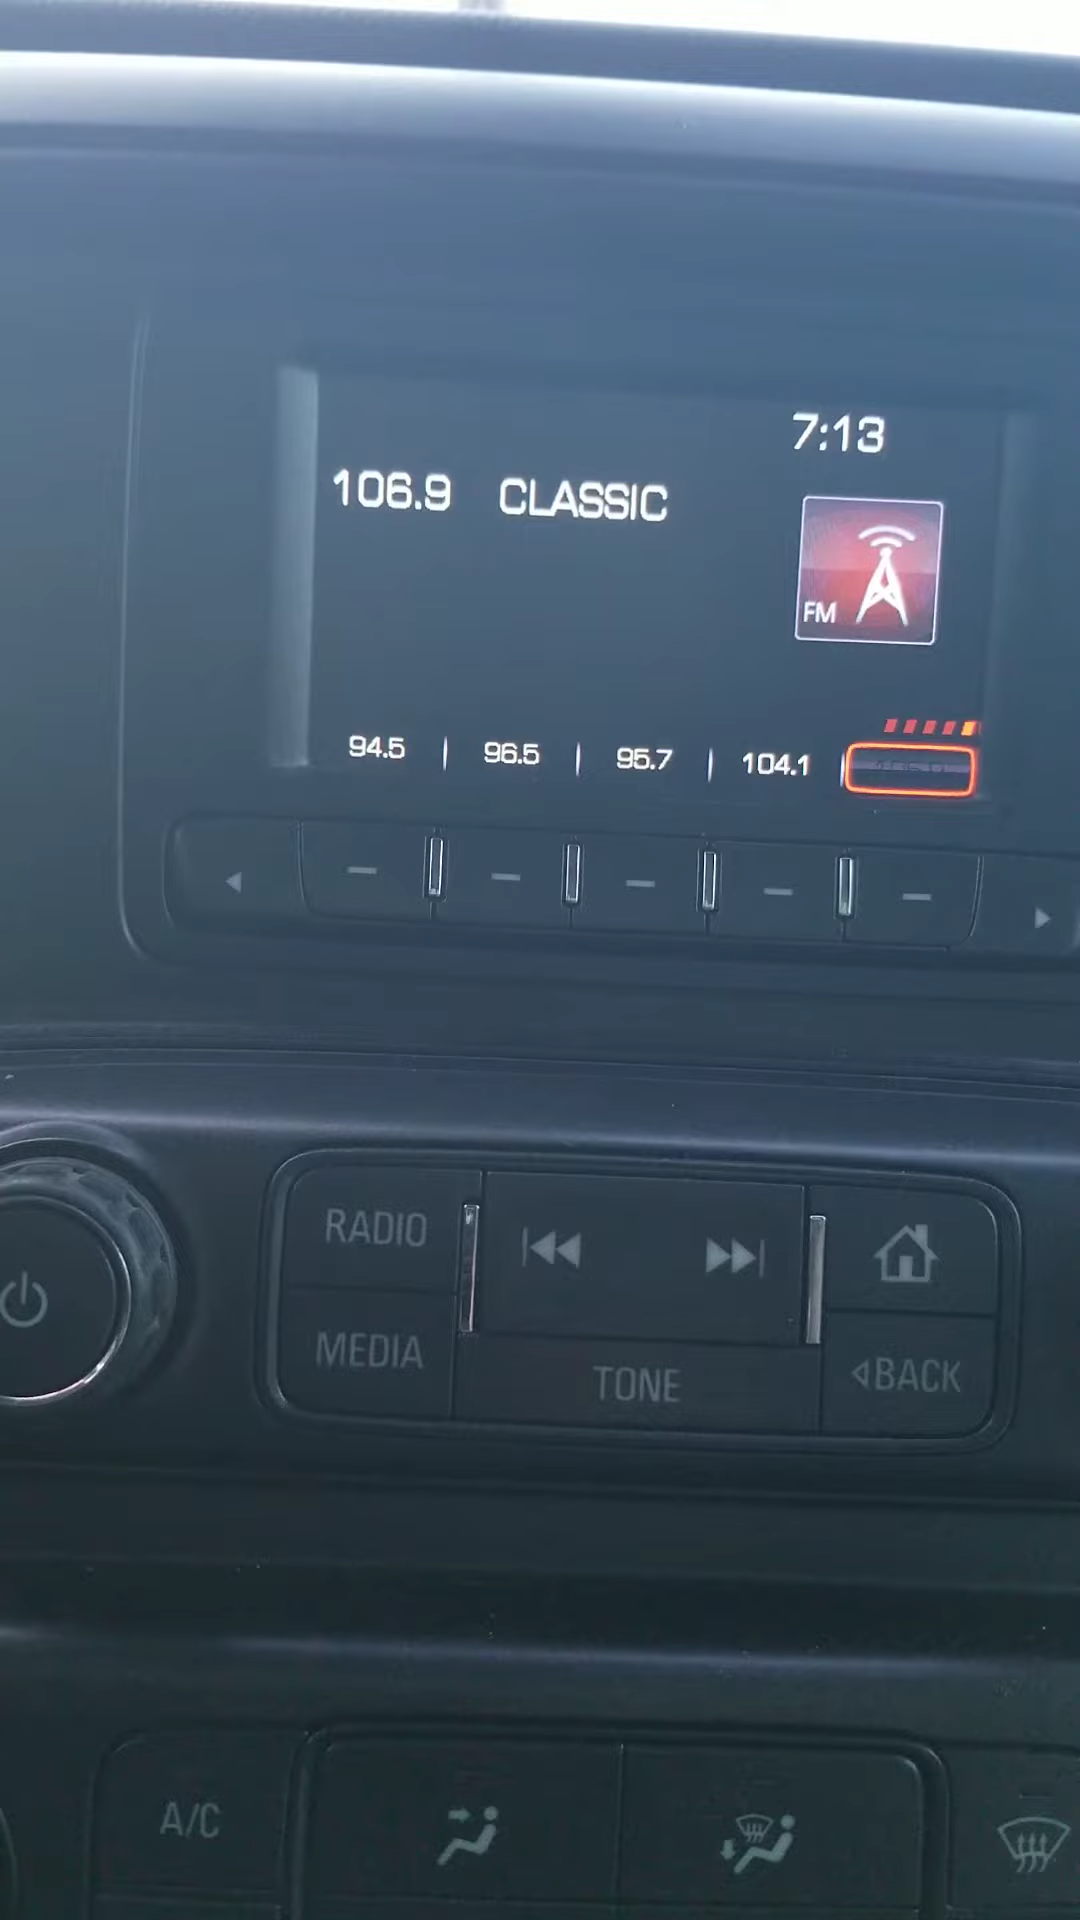 7:13
106.9 CLASSIC
FM
94.5 96.5 95.7 104.1
RADIO
MEDIA
TONE
BACK
A/C